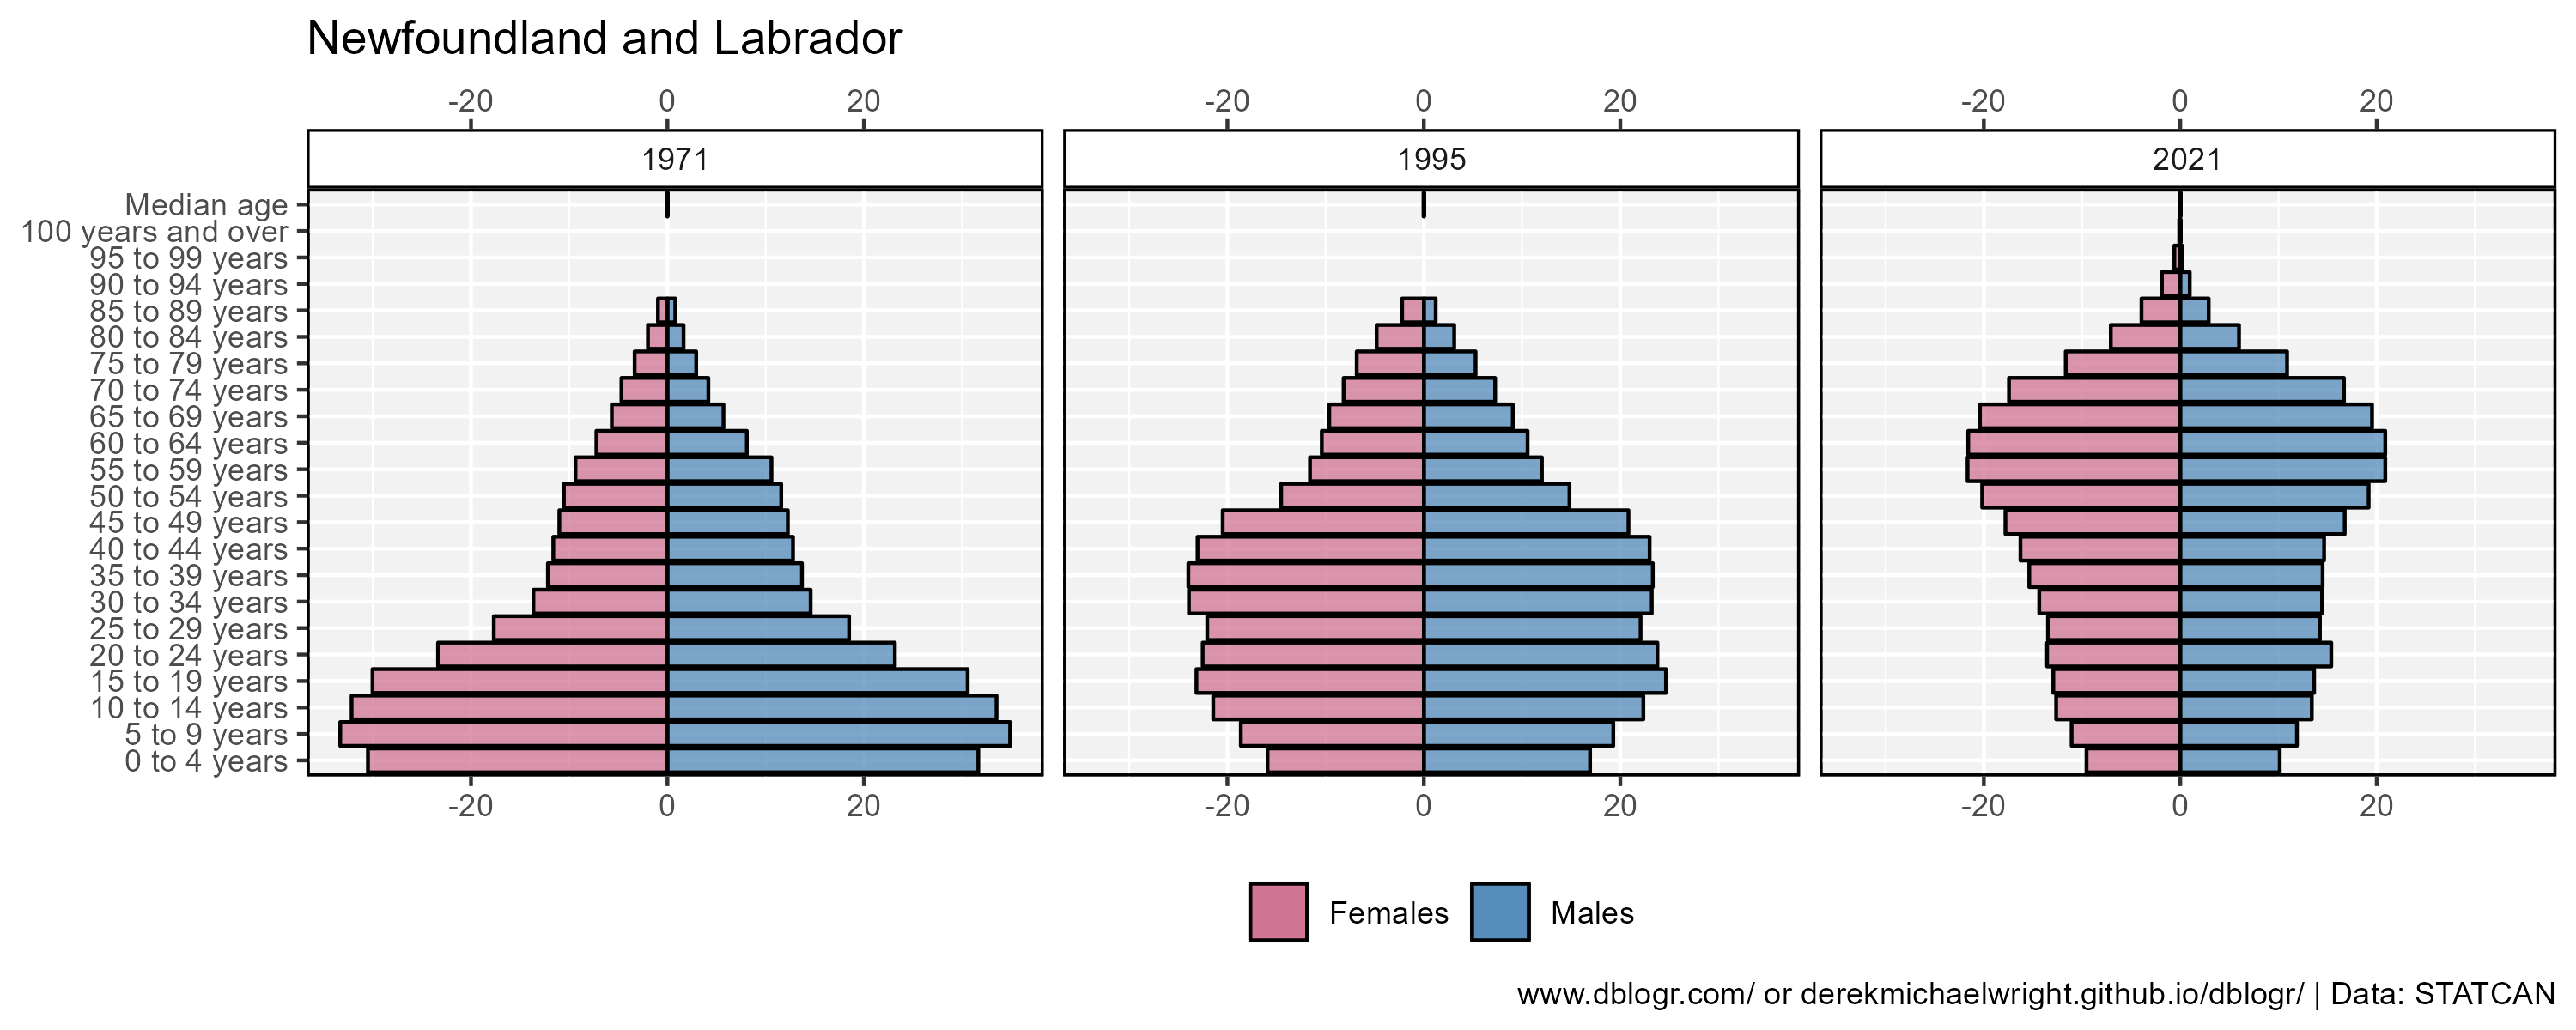 Newfoundland and Labrador
-20 0 20 -20 0 20 -20 0 20
1971 1995 2021
Median age
100 years and over
95 to 99 years
90 to 94 years
85 to 89 years
80 to 84 years
75 to 79 years
70 to 74 years
65 to 69 years
60 to 64 years
55 to 59 years
50 to 54 years
45 to 49 years
40 to 44 years
35 to 39 years
30 to 34 years
25 to 29 years
20 to 24 years
15 to 19 years
10 to 14 years
5 to 9 years
0 to 4 years
-20 0 20 -20 0 20 -20 0 20
Females Males
www.dblogr.com/ or derekmichaelwright.github.io/dblogr/ | Data: STATCAN